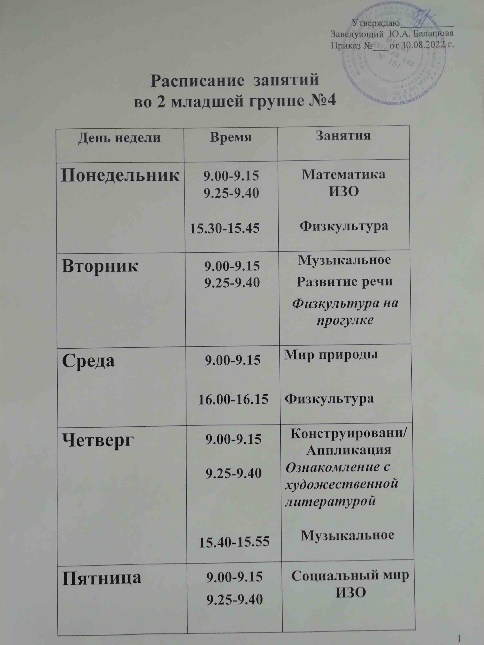 Утверждаю
Заведующий Ю.А. Баландова
Приказ №___ от 30.08.2022 г.
Расписание занятий
во 2 младшей группе №4
День недели Время Занятия
Понедельник 9.00-9.15 Математика
9.25-9.40 ИЗО
15.30-15.45 Физкультура
Вторник 9.00-9.15 Музыкальное
9.25-9.40 Развитие речи
Физкультура на
прогулке
Среда 9.00-9.15 Мир природы
16.00-16.15 Физкультура
Четверг 9.00-9.15 Конструировани/
Аппликация
9.25-9.40 Ознакомление с
художественной
литературой
15.40-15.55 Музыкальное
Пятница 9.00-9.15 Социальный мир
9.25-9.40 ИЗО
1